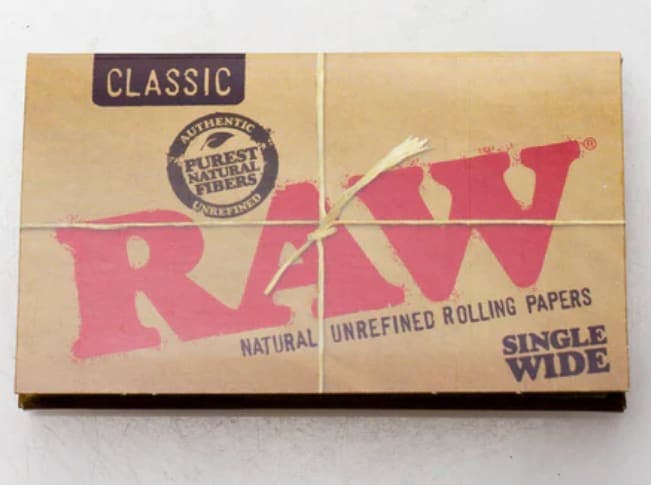 CLASSIC
AUTHENTIC
PUREST
NATURAL
FIBERS
UNREFINED
RAW®
NATURAL UNREFINED ROLLING PAPERS
SINGLE
WIDE